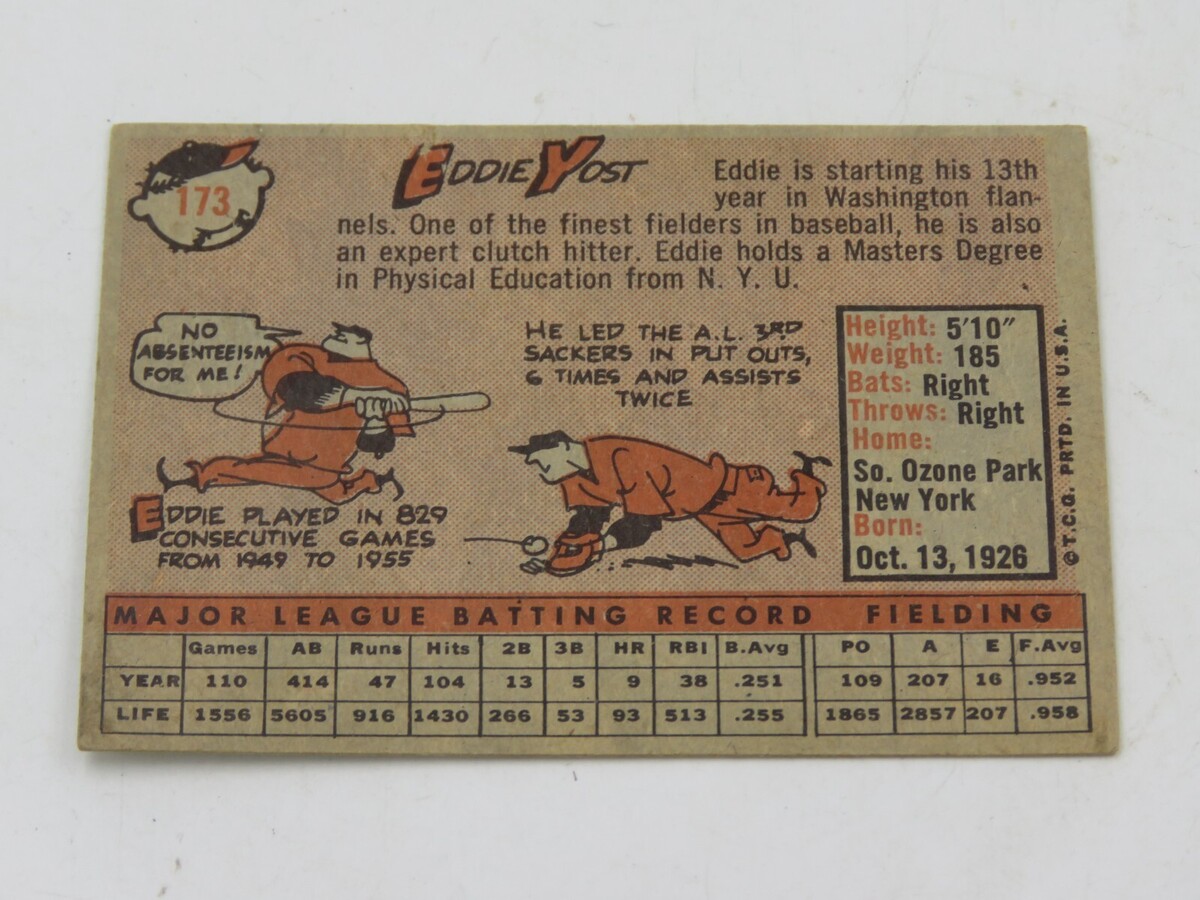 173
EDDIE YOST
Eddie is starting his 13th
year in Washington flan-
nels. One of the finest fielders in baseball, he is also
an expert clutch hitter. Eddie holds a Masters Degree
in Physical Education from N. Y. U.
NO
ABSENTEEISM
FOR ME!
EDDIE PLAYED IN 829
CONSECUTIVE GAMES
FROM 1949 TO 1955
HE LED THE A.L. 3RD
SACKERS IN PUT OUTS,
6 TIMES AND ASSISTS
TWICE
Height: 5'10"
Weight: 185
Bats: Right
Throws: Right
Home:
So. Ozone Park
New York
Born:
Oct. 13, 1926
©T.C.G. PRTD. IN U.S.A.
MAJOR LEAGUE BATTING RECORD FIELDING
Games AB Runs Hits 2B 3B HR RBI B.Avg PO A E F.Avg
YEAR 110 414 47 104 13 5 9 38 .251 109 207 16 .952
LIFE 1556 5605 916 1430 266 53 93 513 .255 1865 2857 207 .958